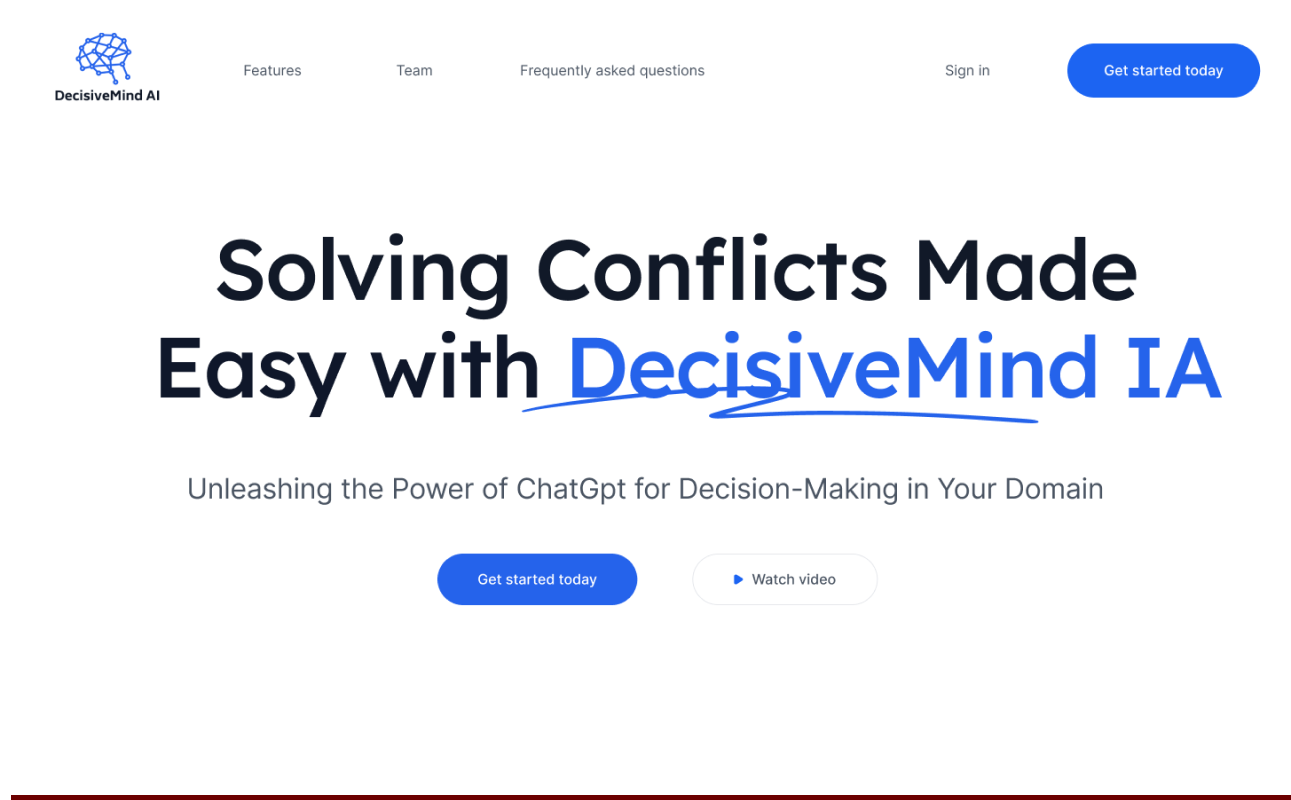 DecisiveMind AI
Features
Team
Frequently asked questions
Sign in
Get started today
Solving Conflicts Made
Easy with DecisiveMind IA
Unleashing the Power of ChatGpt for Decision-Making in Your Domain
Get started today
Watch video